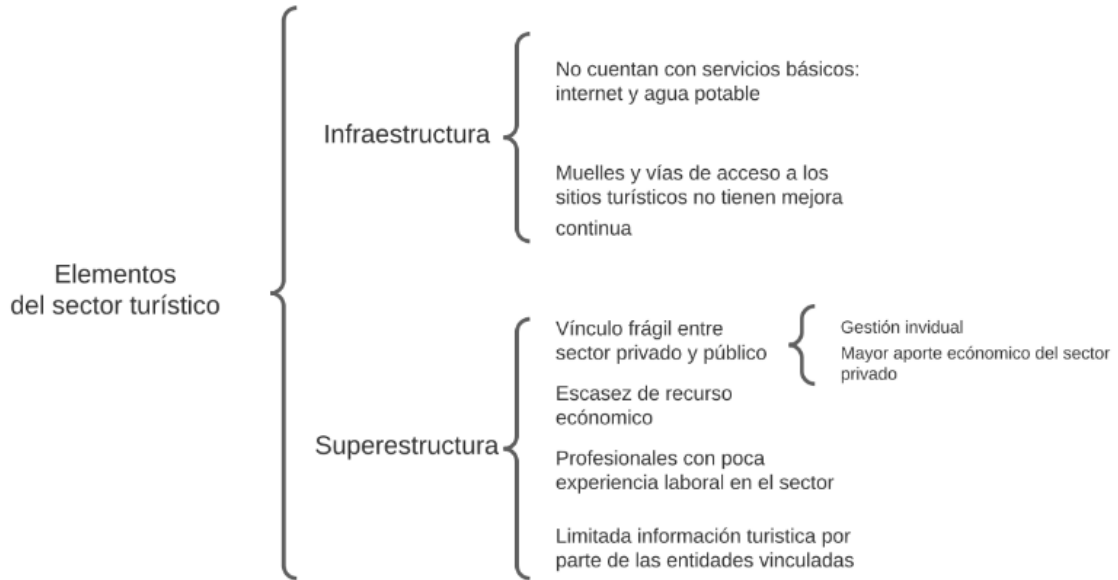 Elementos
del sector turístico
Infraestructura
No cuentan con servicios básicos:
internet y agua potable
Muelles y vías de acceso a los
sitios turísticos no tienen mejora
continua
Superestructura
Vínculo frágil entre
sector privado y público
Gestión invidual
Mayor aporte ecónomico del sector
privado
Escasez de recurso
ecónomico
Profesionales con poca
experiencia laboral en el sector
Limitada información turistica por
parte de las entidades vinculadas